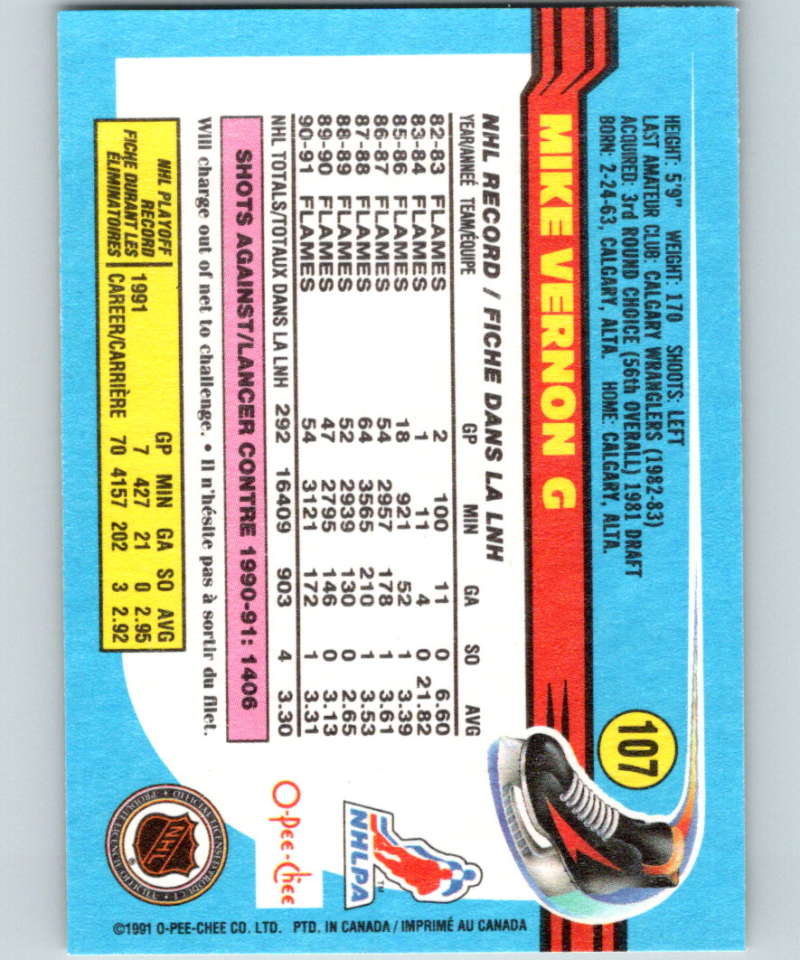 HEIGHT: 5'9" WEIGHT: 170 SHOOTS: LEFT
LAST AMATEUR CLUB: CALGARY WRANGLERS (1982-83)
ACQUIRED: 3rd ROUND CHOICE (56th OVERALL) 1981 DRAFT
BORN: 2-24-63, CALGARY, ALTA. HOME: CALGARY, ALTA.
107
MIKE VERNON G
NHL RECORD / FICHE DANS LA LNH
YEAR/ANNEÉ TEAM/ÉQUIPE GP MIN GA SO AVG
82-83 FLAMES 2 100 11 0 6.60
83-84 FLAMES 1 11 4 0 21.82
85-86 FLAMES 18 921 52 1 3.39
86-87 FLAMES 54 2957 178 1 3.61
87-88 FLAMES 64 3565 210 1 3.53
88-89 FLAMES 52 2939 130 0 2.65
89-90 FLAMES 47 2795 146 0 3.13
90-91 FLAMES 54 3121 172 1 3.31
NHL TOTALS/TOTAUX DANS LA LNH 292 16409 903 4 3.30
SHOTS AGAINST/LANCER CONTRE 1990-91: 1406
Will charge out of net to challenge. • Il n'hésite pas à sortir du filet.
NHL PLAYOFF
RECORD
FICHE DURANT LES
ÉLIMINATOIRES
GP MIN GA SO AVG
1991 7 427 21 0 2.95
CAREER/CARRIÈRE 70 4157 202 3 2.92
NHLPA
TM
O-Pee-Chee
OFFICIAL LICENSED PRODUCT
NHL
®
©1991 O-PEE-CHEE CO. LTD. PTD. IN CANADA / IMPRIMÉ AU CANADA